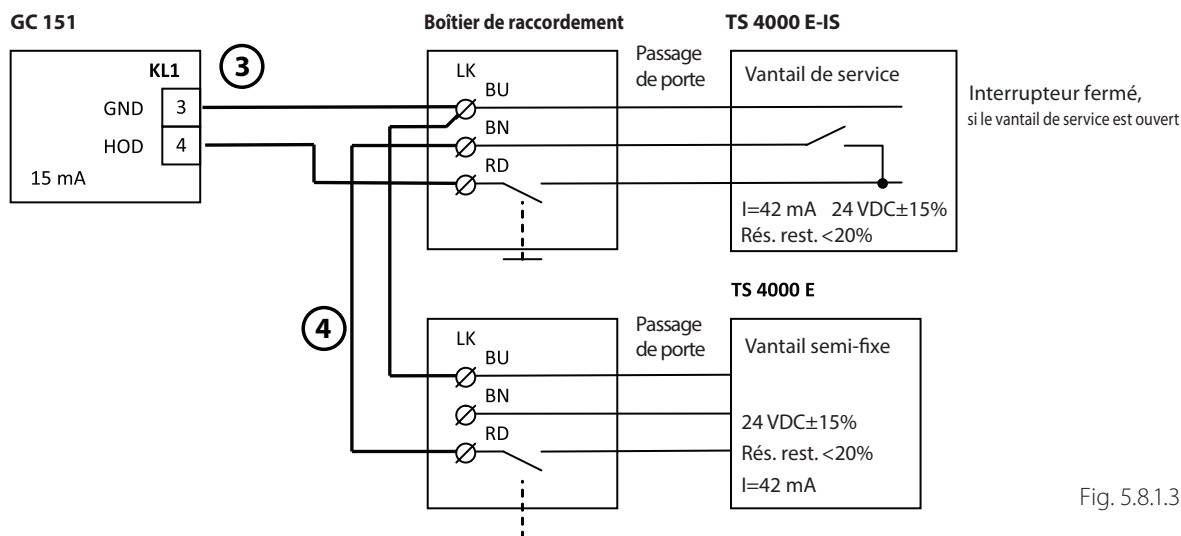 GC 151
KL1
GND 3
HOD 4
15 mA
3
Boîtier de raccordement
LK
BU
BN
RD
Passage
de porte
TS 4000 E-IS
Vantail de service
I=42 mA 24 VDC±15%
Rés. rest. <20%
Interrupteur fermé,
si le vantail de service est ouvert
4
LK
BU
BN
RD
Passage
de porte
TS 4000 E
Vantail semi-fixe
24 VDC±15%
Rés. rest. <20%
I=42 mA
Fig. 5.8.1.3